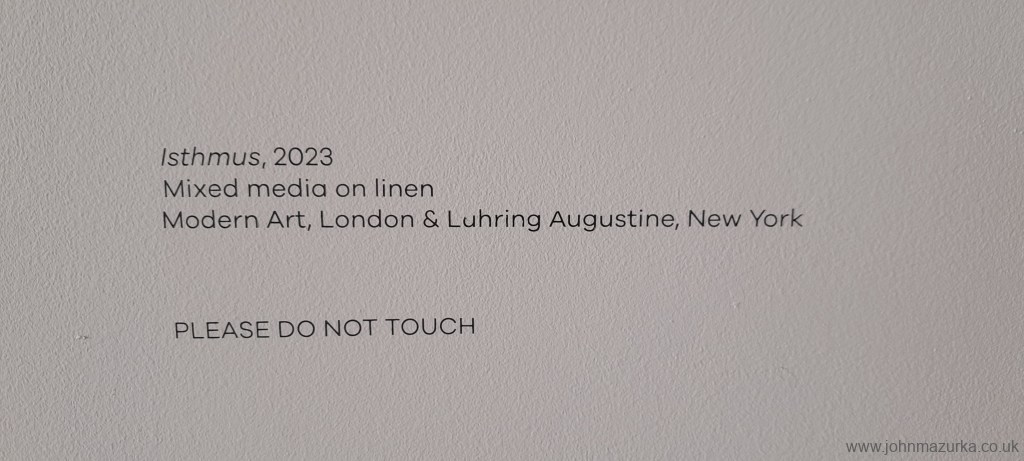 Isthmus, 2023
Mixed media on linen
Modern Art, London & Luhring Augustine, New York
PLEASE DO NOT TOUCH
www.johnmazurka.co.uk